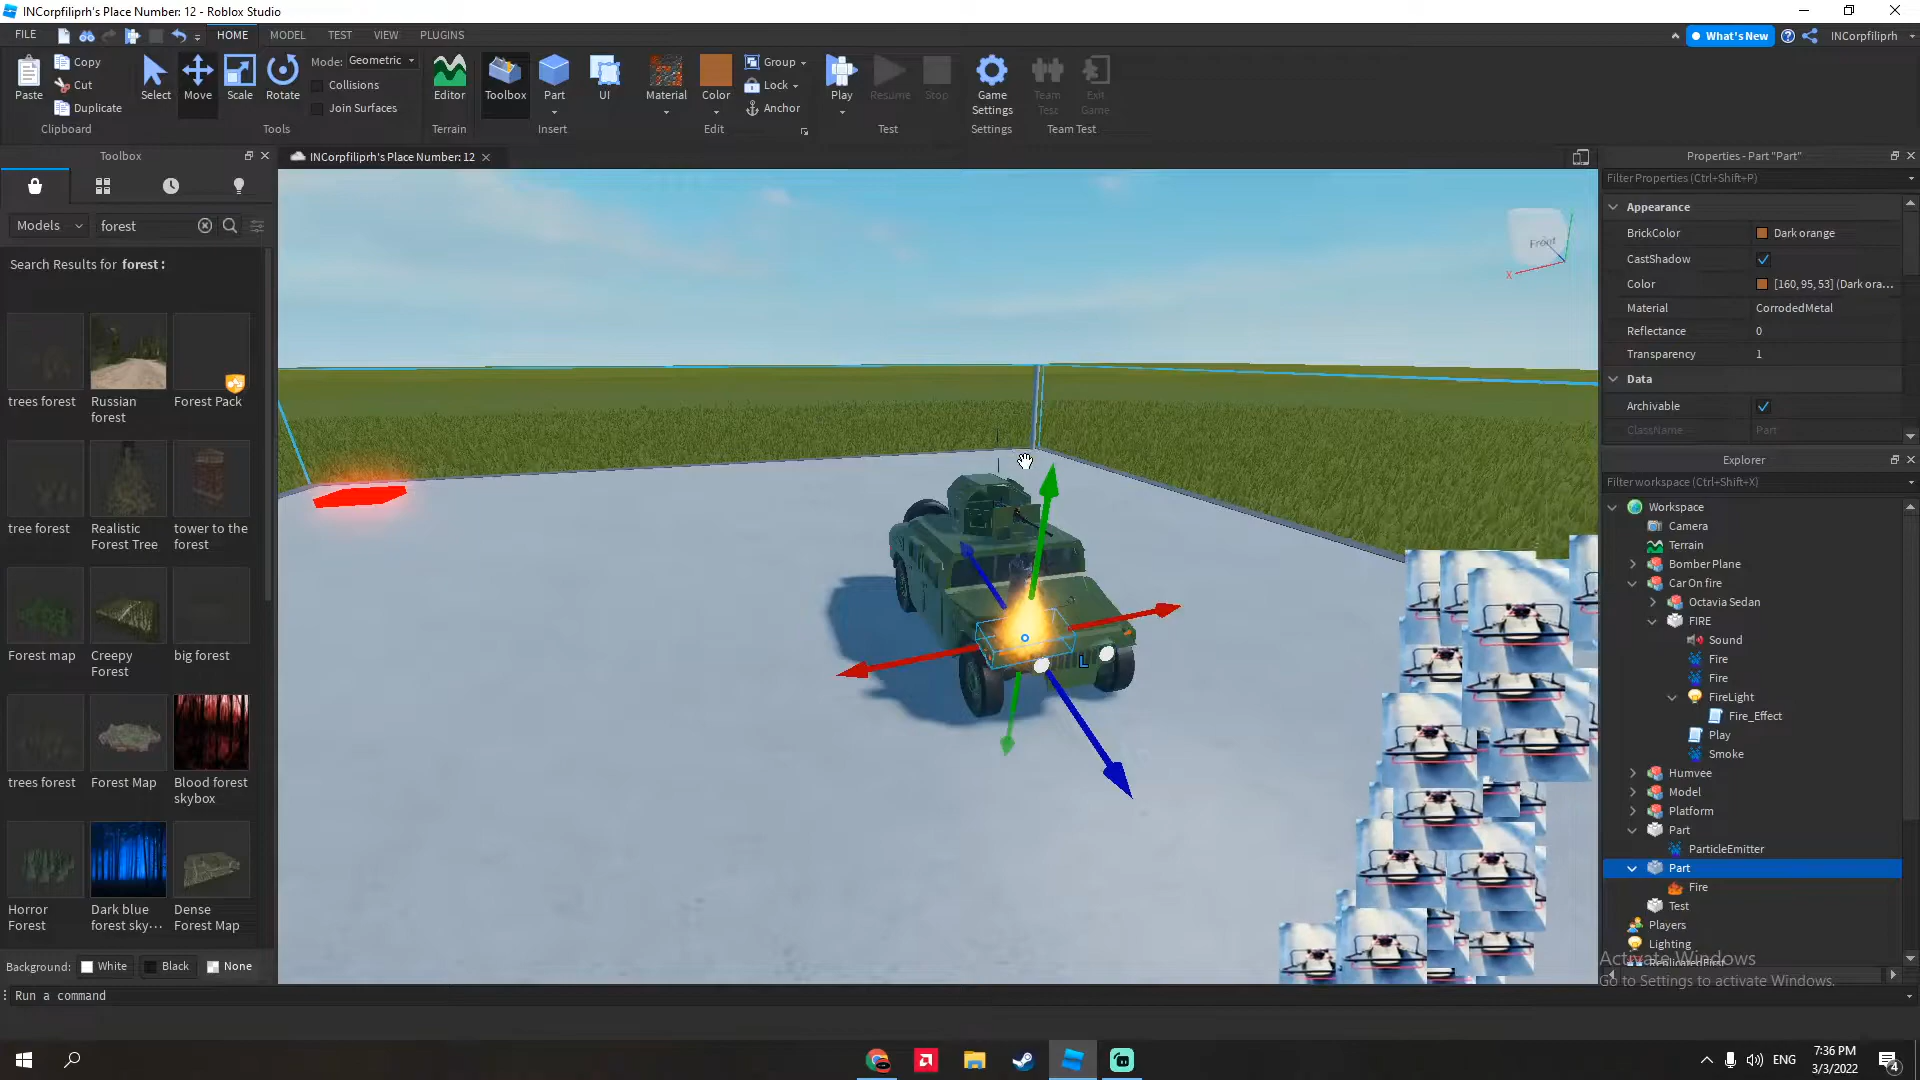 INCorpfiliprh's Place Number: 12 - Roblox Studio
FILE HOME MODEL TEST VIEW PLUGINS What's New INCorpfiliprh
Paste Copy Cut Duplicate
Clipboard
Select Move Scale Rotate
Mode: Geometric
Collisions
Join Surfaces
Tools
Editor
Terrain
Toolbox Part UI
Insert
Material Color
Group
Lock
Anchor
Edit
Play Resume Stop
Test
Game Settings
Settings
Team Test Exit Game
Team Test
Toolbox
INCorpfiliprh's Place Number: 12
Models forest
Search Results for forest :
trees forest
Russian forest
Forest Pack
tree forest
Realistic Forest Tree
tower to the forest
Forest map
Creepy Forest
big forest
trees forest
Forest Map
Blood forest skybox
Horror Forest
Dark blue forest sky...
Dense Forest Map
Background: White Black None
Run a command
Front
X
L
Properties - Part "Part"
Filter Properties (Ctrl+Shift+P)
Appearance
BrickColor Dark orange
CastShadow
Color [160, 95, 53] (Dark ora...
Material CorrodedMetal
Reflectance 0
Transparency 1
Data
Archivable
ClassName Part
Explorer
Filter workspace (Ctrl+Shift+X)
Workspace
Camera
Terrain
Bomber Plane
Car On fire
Octavia Sedan
FIRE
Sound
Fire
Fire
FireLight
Fire_Effect
Play
Smoke
Humvee
Model
Platform
Part
ParticleEmitter
Part
Fire
Test
Players
Lighting
ReplicatedFirst
Activate Windows
Go to Settings to activate Windows.
ENG
7:36 PM
3/3/2022
4